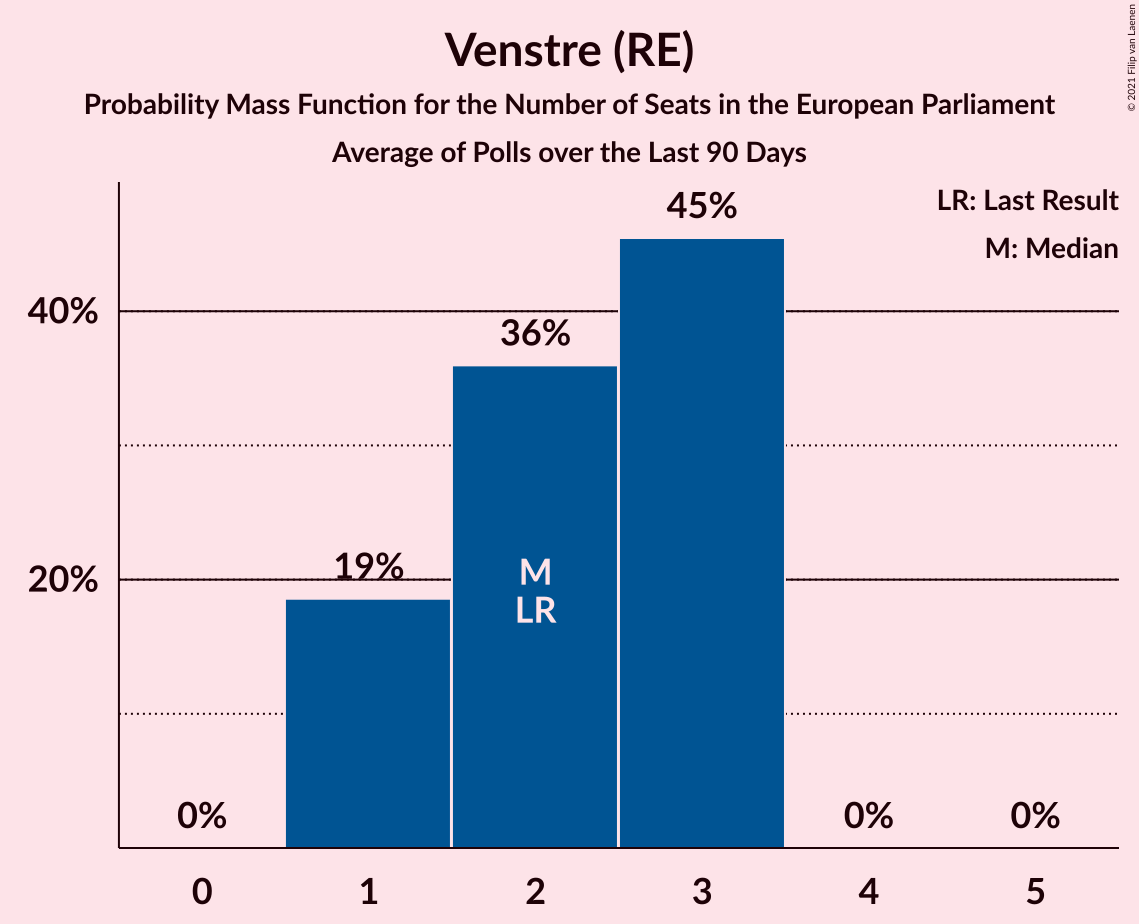 Venstre (RE)
Probability Mass Function for the Number of Seats in the European Parliament
Average of Polls over the Last 90 Days
© 2021 Filip van Laenen
LR: Last Result
M: Median
45%
40%
36%
20%
19%
M
LR
0%
0%
0%
0
1
2
3
4
5